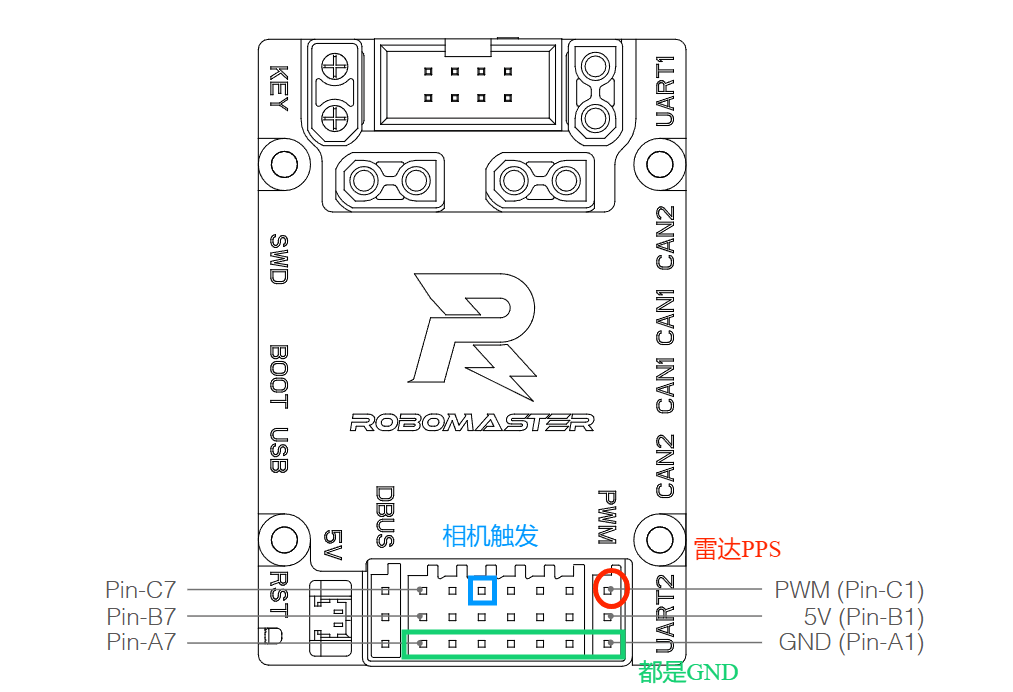 KEY
UART1
SWD
CAN2
CAN1
BOOT
CAN1
USB
CAN2
ROBOMASTER
DBUS
PWM
5V
相机触发
雷达PPS
RST
UART2
Pin-C7
PWM (Pin-C1)
Pin-B7
5V (Pin-B1)
Pin-A7
GND (Pin-A1)
都是GND